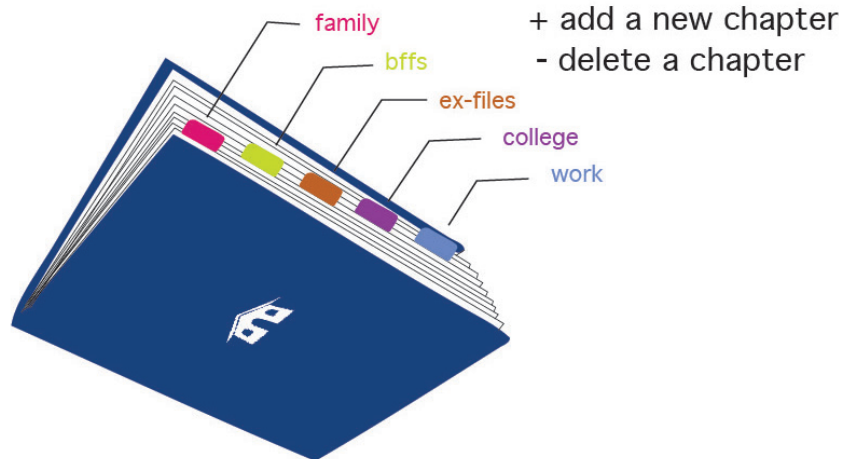 family
bffs
ex-files
college
work
+ add a new chapter
- delete a chapter